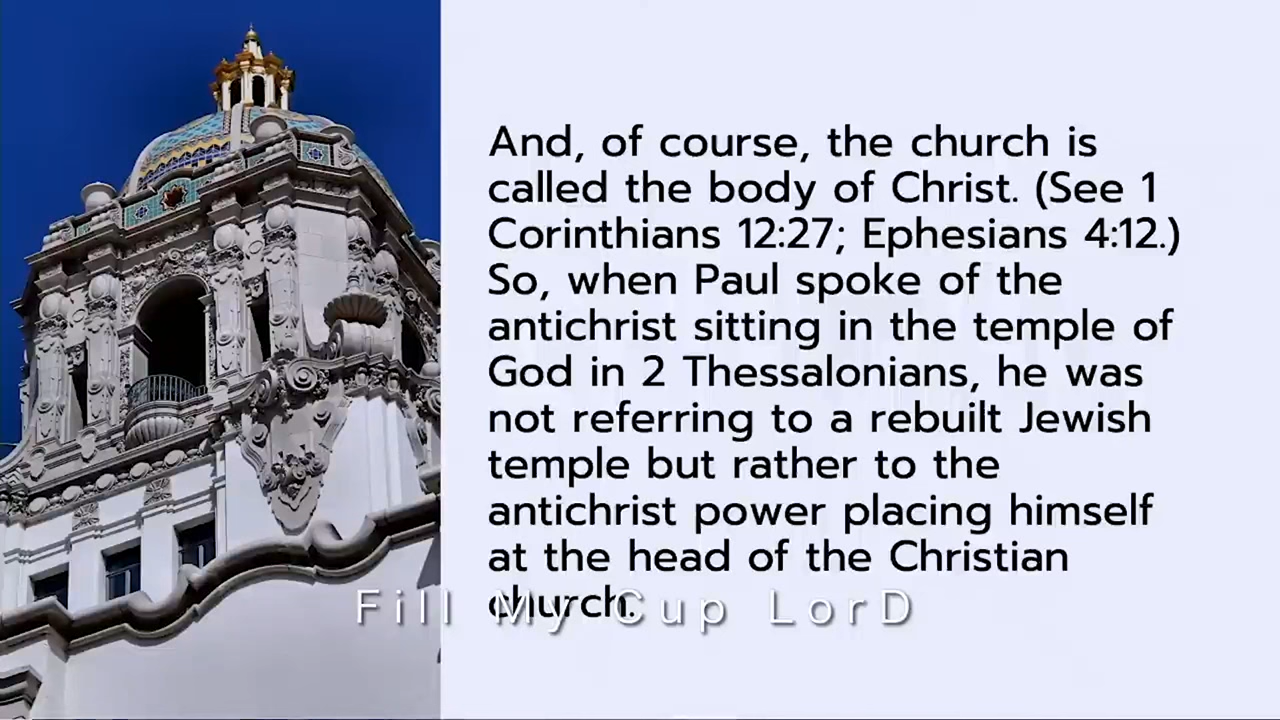 And, of course, the church is
called the body of Christ. (See 1
Corinthians 12:27; Ephesians 4:12.)
So, when Paul spoke of the
antichrist sitting in the temple of
God in 2 Thessalonians, he was
not referring to a rebuilt Jewish
temple but rather to the
antichrist power placing himself
at the head of the Christian
church.
Fill My Cup LorD